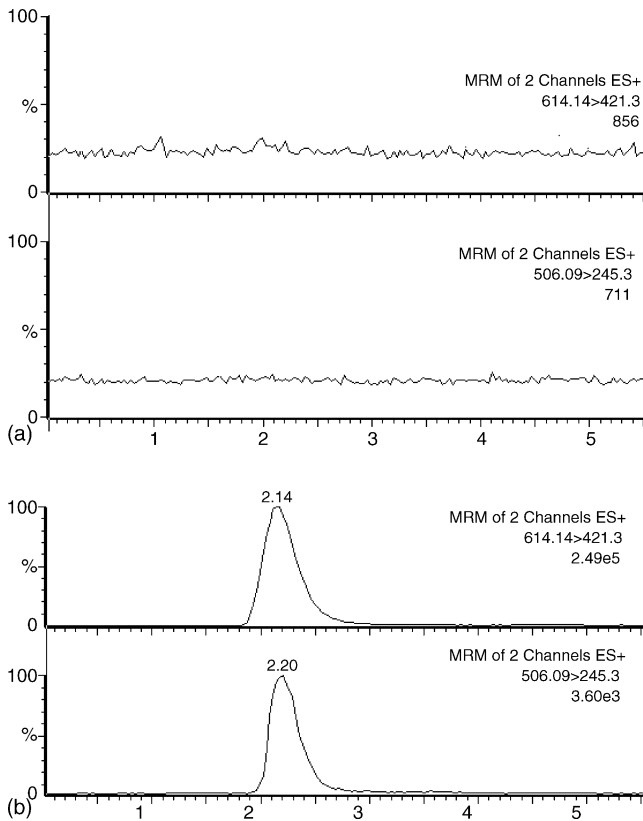 100
MRM of 2 Channels ES+
614.14>421.3
856
%
0
100
MRM of 2 Channels ES+
506.09>245.3
711
%
0
(a)
1 2 3 4 5
2.14
100
MRM of 2 Channels ES+
614.14>421.3
2.49e5
%
0
2.20
100
MRM of 2 Channels ES+
506.09>245.3
3.60e3
%
0
(b)
1 2 3 4 5